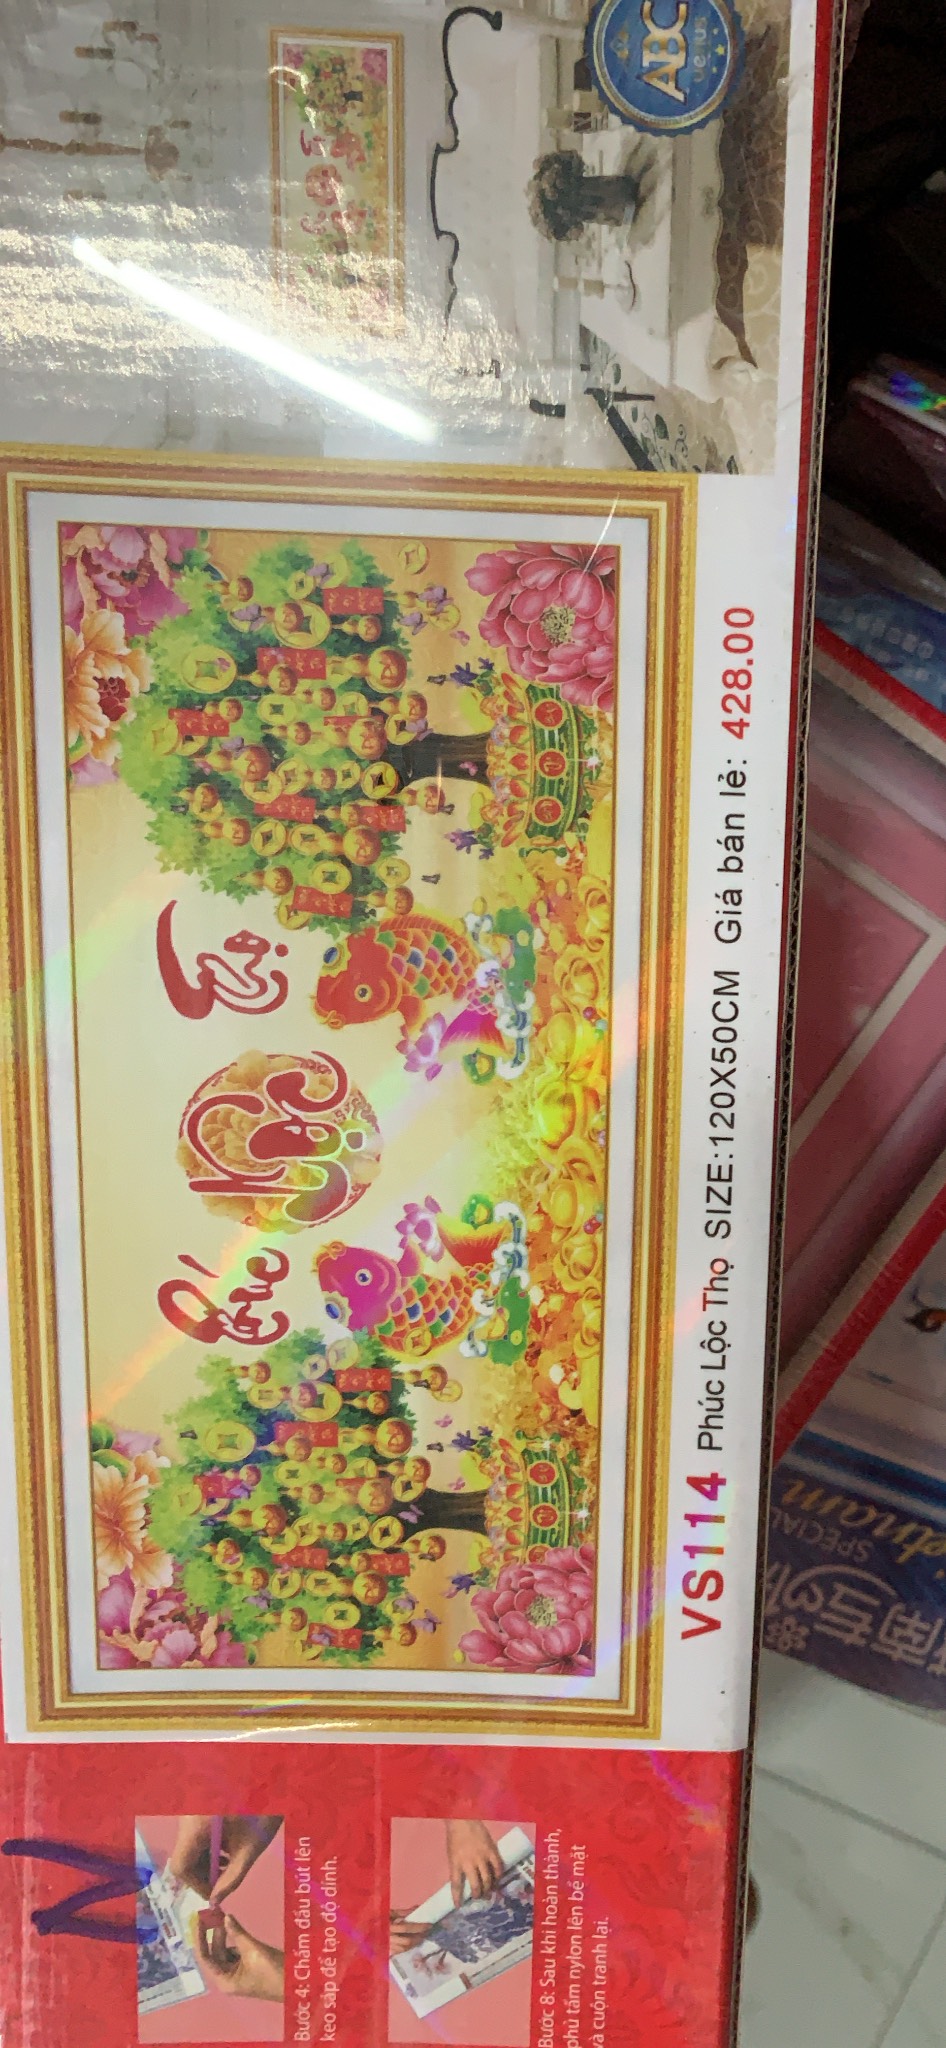 ABC
Phúc Lộc Thọ
VS114 Phúc Lộc Thọ SIZE:120X50CM Giá bán lẻ: 428.00
N
Bước 4: Chấm đầu bút lên
keo sáp để tạo độ dính.
Bước 8: Sau khi hoàn thành,
phủ tấm nylon lên bề mặt
và cuộn tranh lại.
SPECIAL
etnam